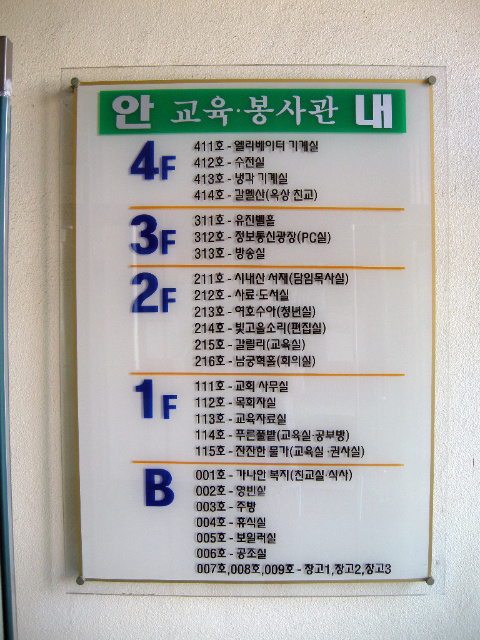 안 교육·봉사관 내
4F
411호 - 엘리베이터 기계실
412호 - 수전실
413호 - 냉각 기계실
414호 - 갈멜산(옥상 친교)
3F
311호 - 유진벨홀
312호 - 정보통신광장(PC실)
313호 - 방송실
2F
211호 - 시내산 서재(담임목사실)
212호 - 사료·도서실
213호 - 여호수아(청년실)
214호 - 빛고을소리(편집실)
215호 - 갈릴리(교육실)
216호 - 남궁혁홀(회의실)
1F
111호 - 교회 사무실
112호 - 목회자실
113호 - 교육자료실
114호 - 푸른풀밭(교육실·공부방)
115호 - 잔잔한 물가(교육실·권사실)
B
001호 - 가나안 복지(친교실·식사)
002호 - 영빈실
003호 - 주방
004호 - 휴식실
005호 - 보일러실
006호 - 공조실
007호,008호,009호 - 창고1,창고2,창고3